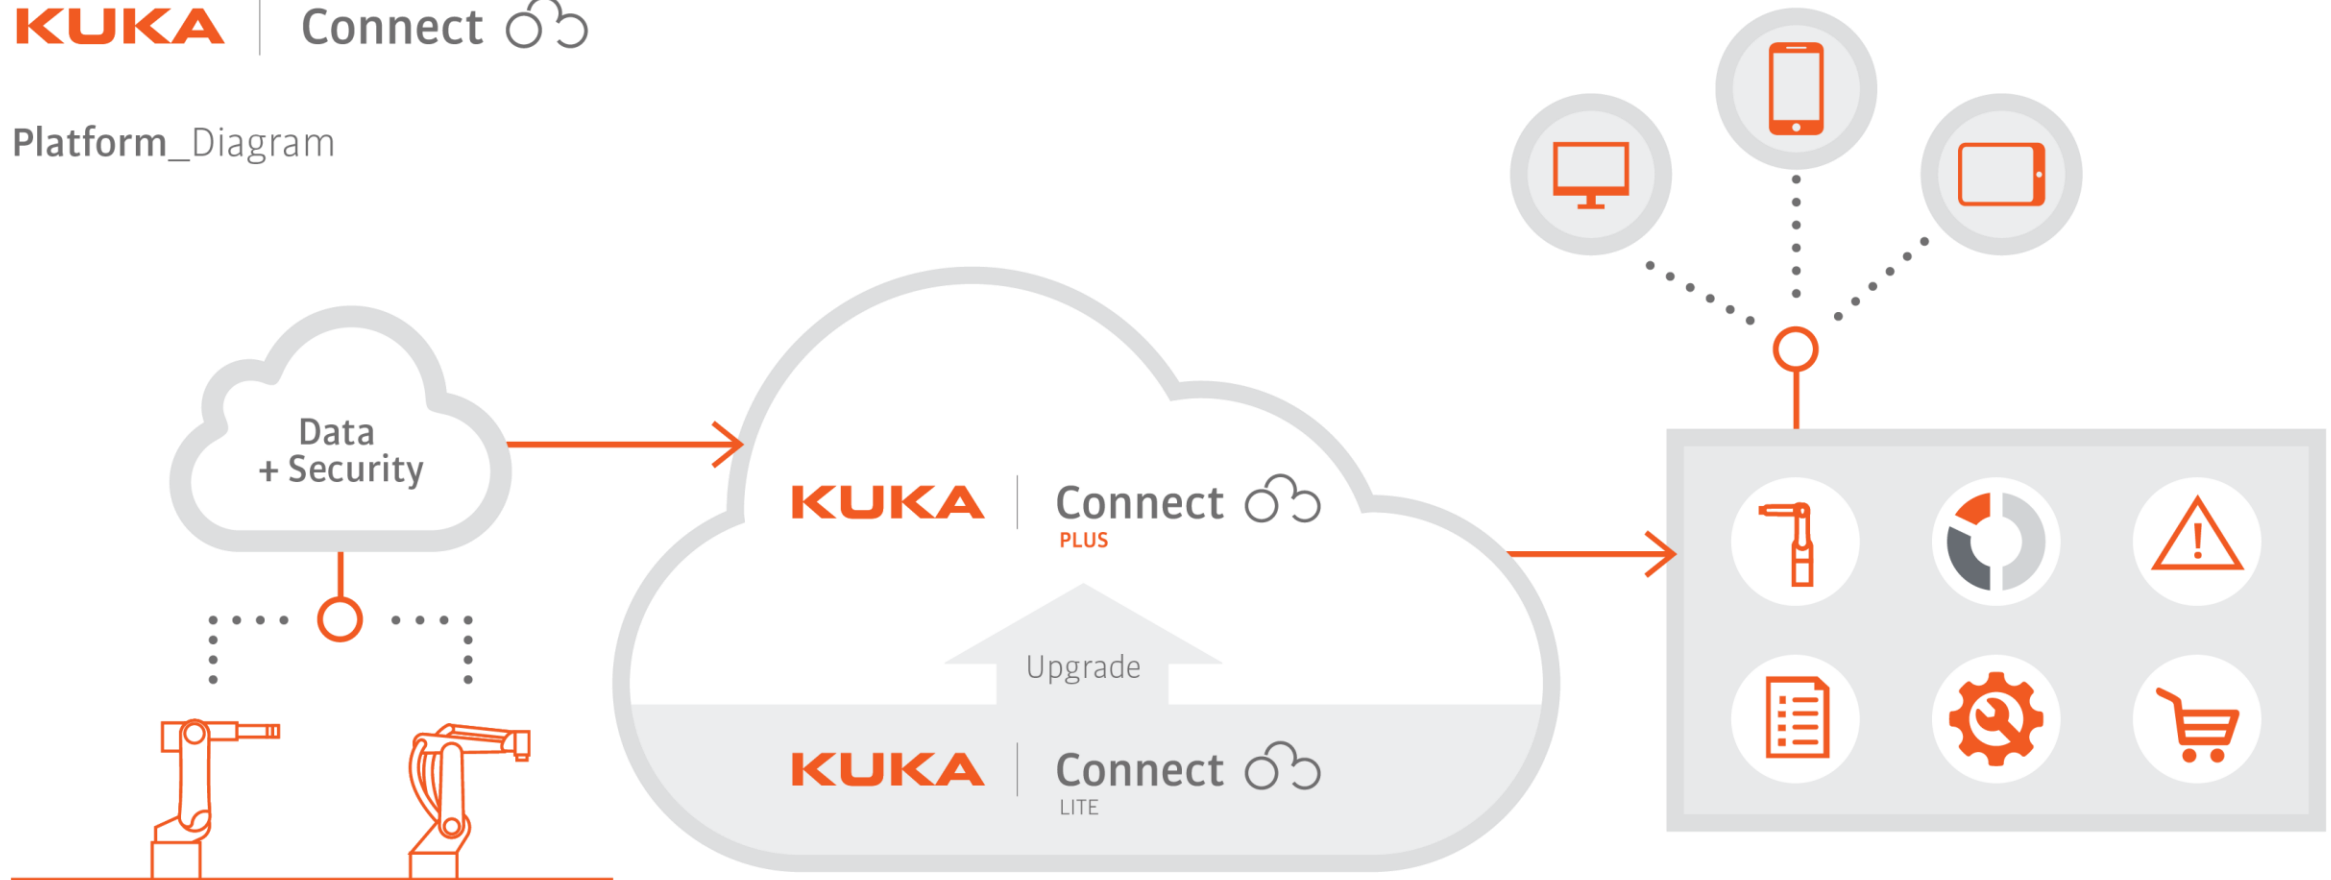 KUKA Connect
Platform_Diagram
Data
+ Security
KUKA Connect
PLUS
Upgrade
KUKA Connect
LITE